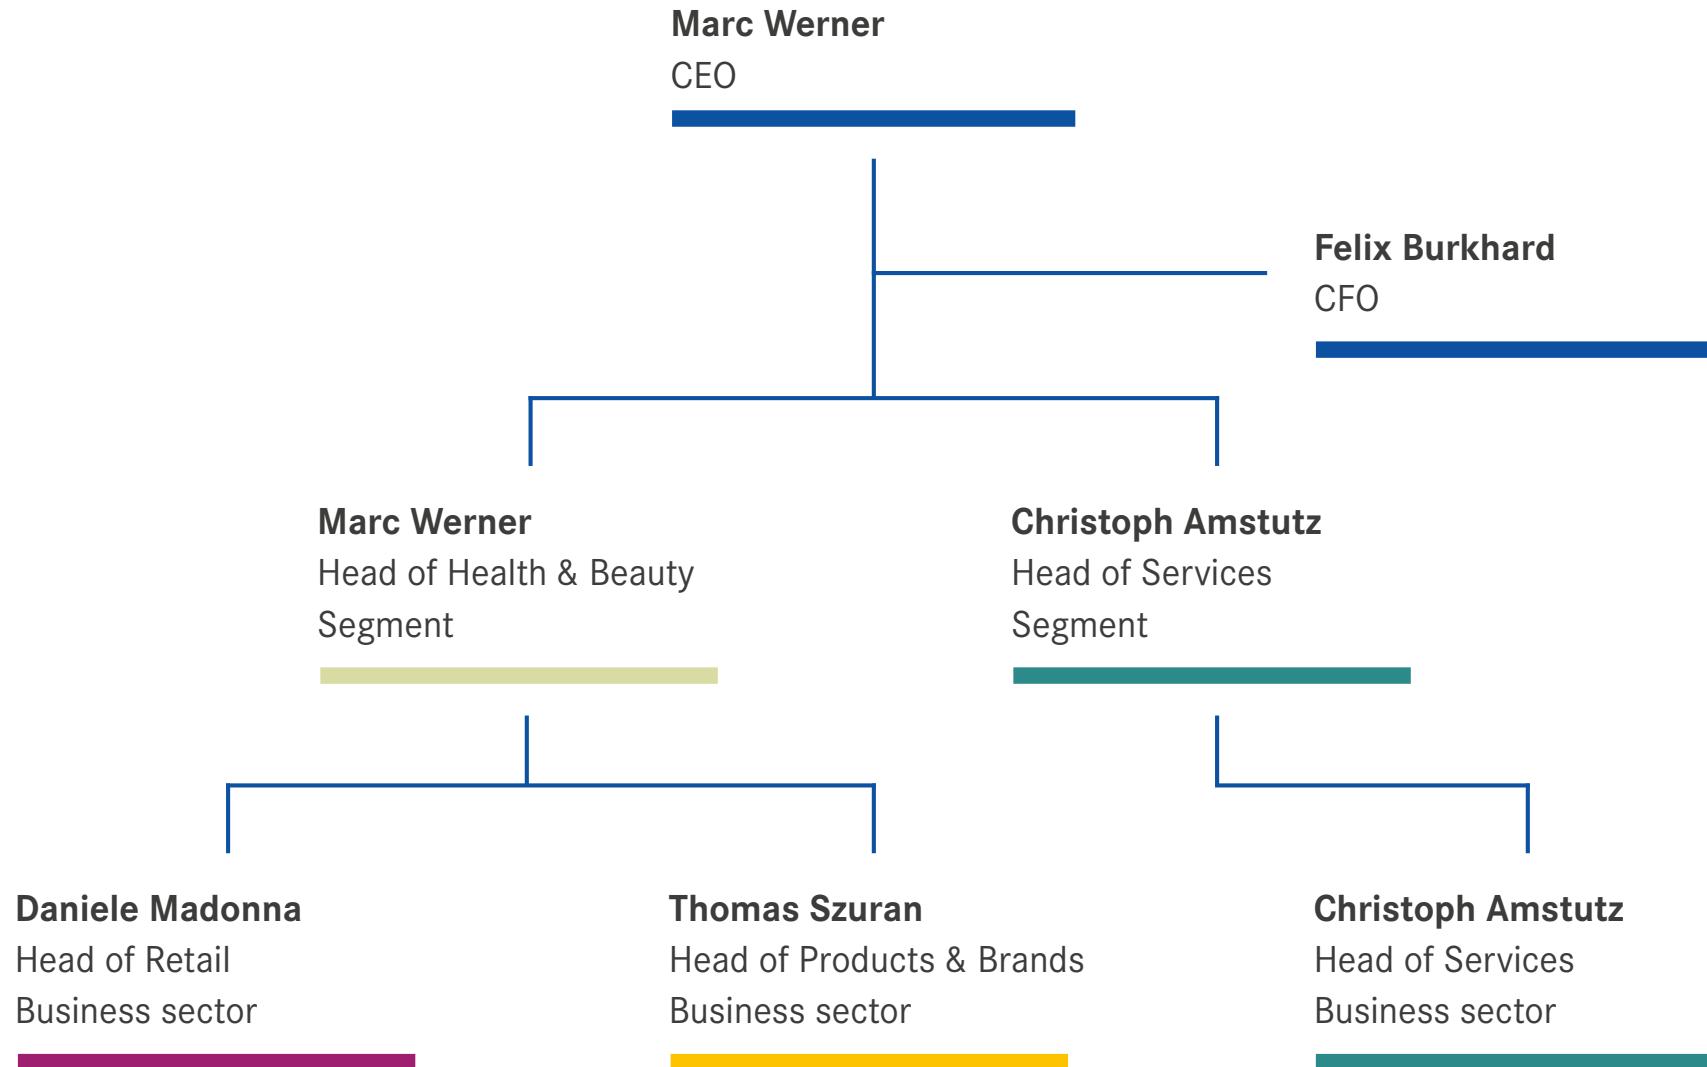 Marc Werner
CEO
Felix Burkhard
CFO
Marc Werner
Head of Health & Beauty
Segment
Christoph Amstutz
Head of Services
Segment
Daniele Madonna
Head of Retail
Business sector
Thomas Szuran
Head of Products & Brands
Business sector
Christoph Amstutz
Head of Services
Business sector